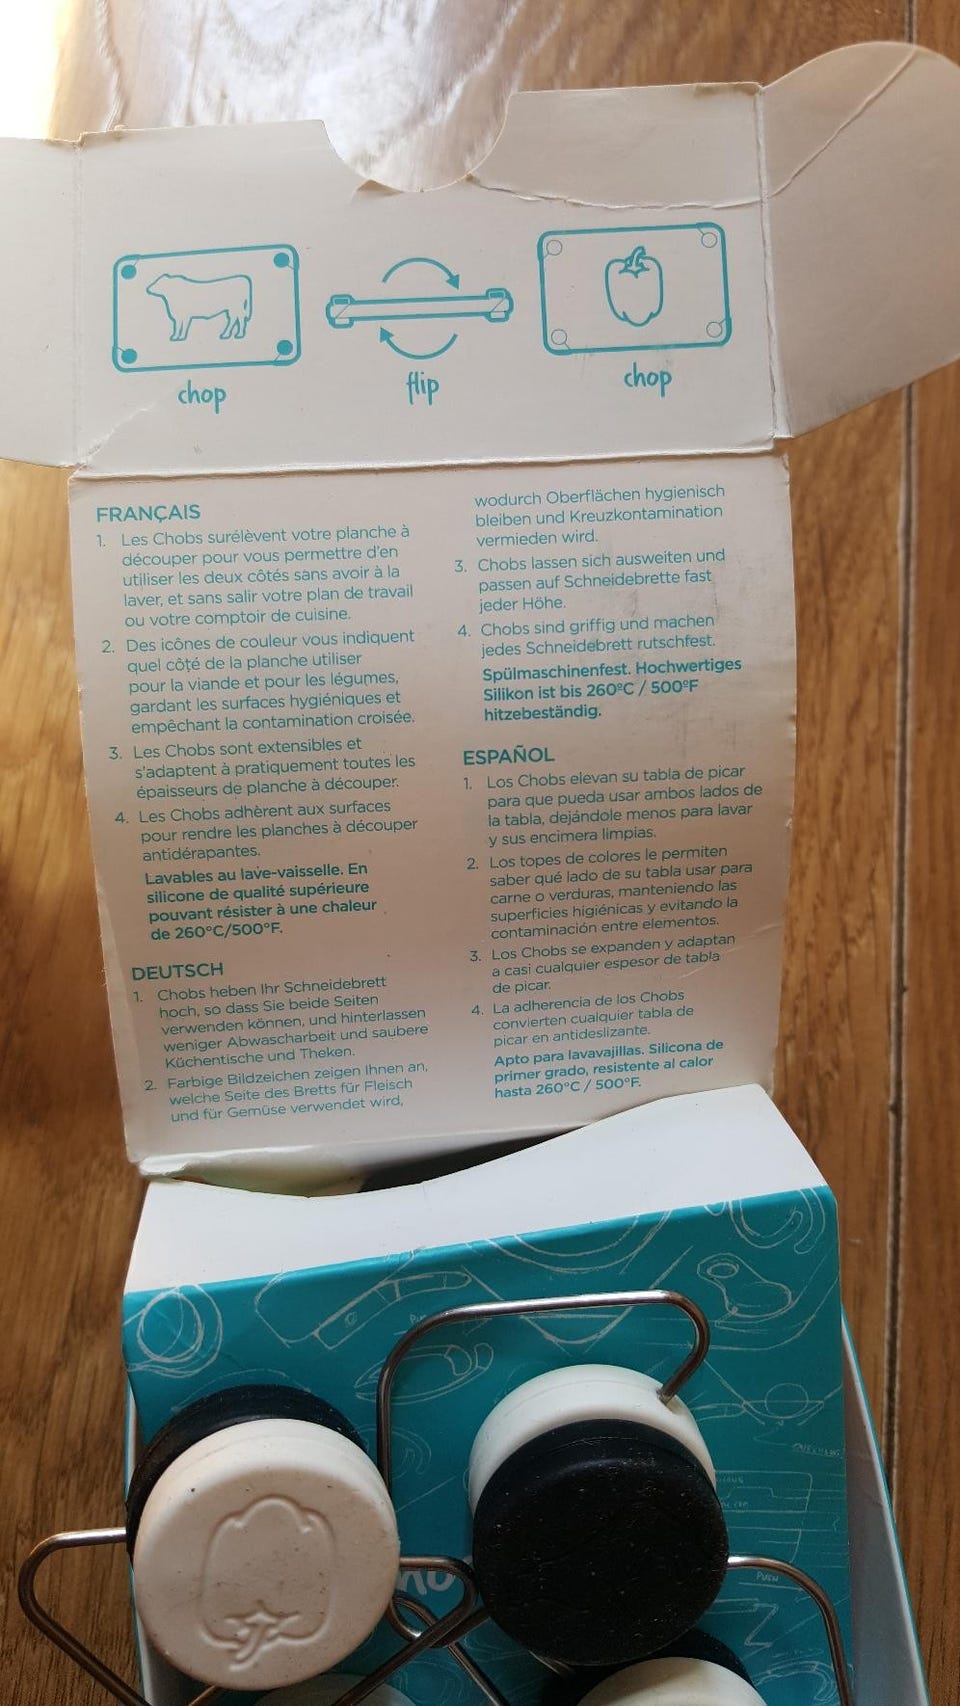 chop
flip
chop
FRANÇAIS
1. Les Chobs surélèvent votre planche à
découper pour vous permettre d'en
utiliser les deux côtés sans avoir à la
laver, et sans salir votre plan de travail
ou votre comptoir de cuisine.
2. Des icônes de couleur vous indiquent
quel côté de la planche utiliser
pour la viande et pour les légumes,
gardant les surfaces hygiéniques et
empêchant la contamination croisée.
3. Les Chobs sont extensibles et
s'adaptent à pratiquement toutes les
épaisseurs de planche à découper.
4. Les Chobs adhèrent aux surfaces
pour rendre les planches à découper
antidérapantes.
Lavables au lave-vaisselle. En
silicone de qualité supérieure
pouvant résister à une chaleur
de 260°C/500°F.
DEUTSCH
1. Chobs heben Ihr Schneidebrett
hoch, so dass Sie beide Seiten
verwenden können, und hinterlassen
weniger Abwascharbeit und saubere
Küchentische und Theken.
2. Farbige Bildzeichen zeigen Ihnen an,
welche Seite des Bretts für Fleisch
und für Gemüse verwendet wird,
wodurch Oberflächen hygienisch
bleiben und Kreuzkontamination
vermieden wird.
3. Chobs lassen sich ausweiten und
passen auf Schneidebrette fast
jeder Höhe.
4. Chobs sind griffig und machen
jedes Schneidebrett rutschfest.
Spülmaschinenfest. Hochwertiges
Silikon ist bis 260ºC / 500ºF
hitzebeständig.
ESPAÑOL
1. Los Chobs elevan su tabla de picar
para que pueda usar ambos lados de
la tabla, dejándole menos para lavar
y sus encimera limpias.
2. Los topes de colores le permiten
saber qué lado de su tabla usar para
carne o verduras, manteniendo las
superficies higiénicas y evitando la
contaminación entre elementos.
3. Los Chobs se expanden y adaptan
a casi cualquier espesor de tabla
de picar.
4. La adherencia de los Chobs
convierten cualquier tabla de
picar en antideslizante.
Apto para lavavajillas. Silicona de
primer grado, resistente al calor
hasta 260°C / 500°F.
PUSH